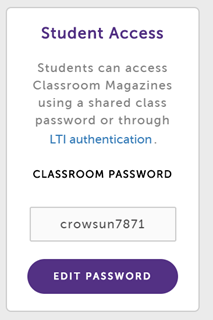 Student Access
Students can access
Classroom Magazines
using a shared class
password or through
LTI authentication.
CLASSROOM PASSWORD
crowsun7871
EDIT PASSWORD